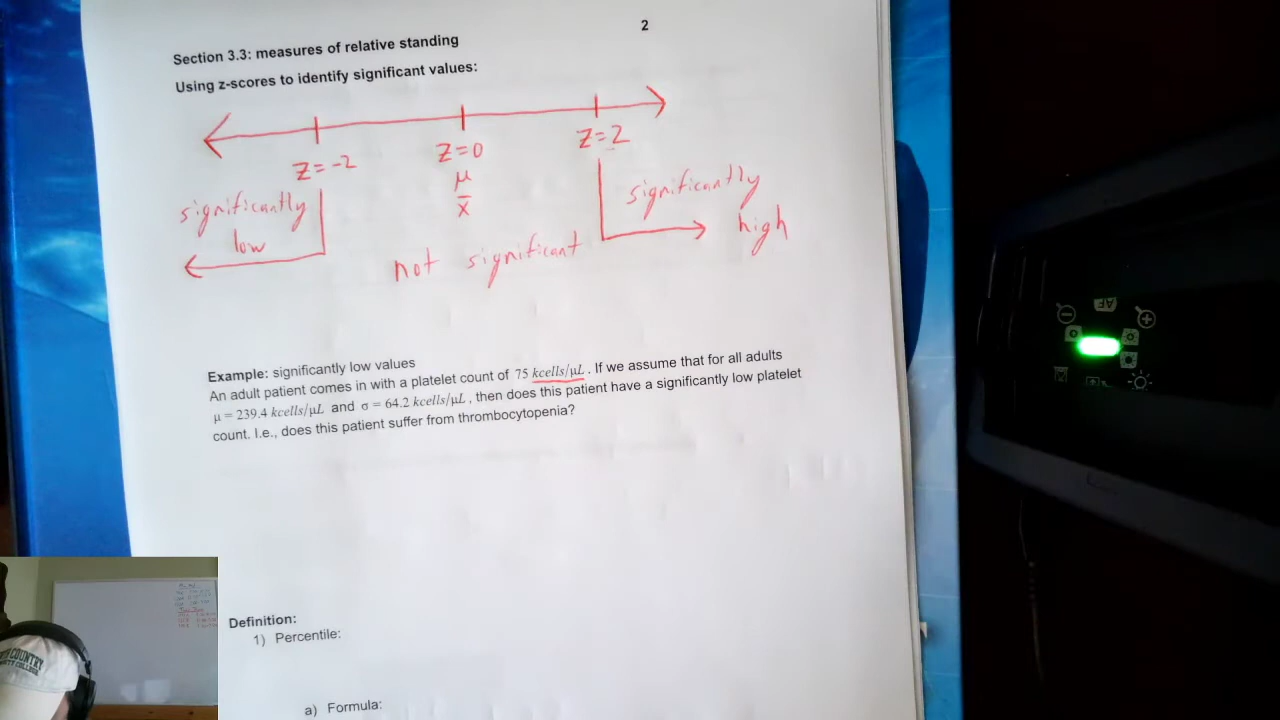 2
Section 3.3: measures of relative standing
Using z-scores to identify significant values:
z=-2
z=0
z=2
μ
x̄
significantly
low
not significant
significantly
high
Example: significantly low values
An adult patient comes in with a platelet count of 75 kcells/μL. If we assume that for all adults
μ = 239.4 kcells/μL and σ = 64.2 kcells/μL, then does this patient have a significantly low platelet
count. I.e., does this patient suffer from thrombocytopenia?
Definition:
1) Percentile:
a) Formula:
COUNTRY
COLLEGE
AF